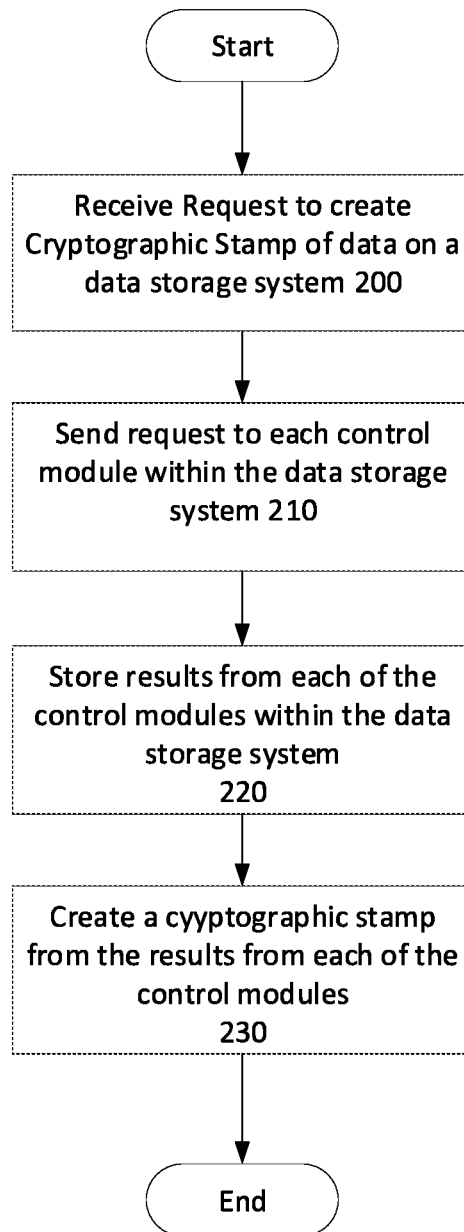 Start
Receive Request to create
Cryptographic Stamp of data on a
data storage system 200
Send request to each control
module within the data storage
system 210
Store results from each of the
control modules within the data
storage system
220
Create a cyyptographic stamp
from the results from each of the
control modules
230
End